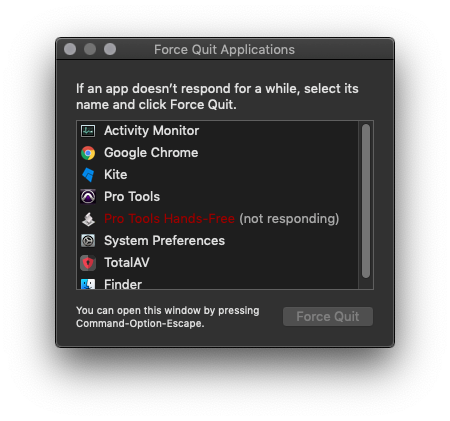 Force Quit Applications
If an app doesn’t respond for a while, select its
name and click Force Quit.
Activity Monitor
Google Chrome
Kite
Pro Tools
Pro Tools Hands-Free (not responding)
System Preferences
TotalAV
Finder
You can open this window by pressing
Command-Option-Escape.
Force Quit